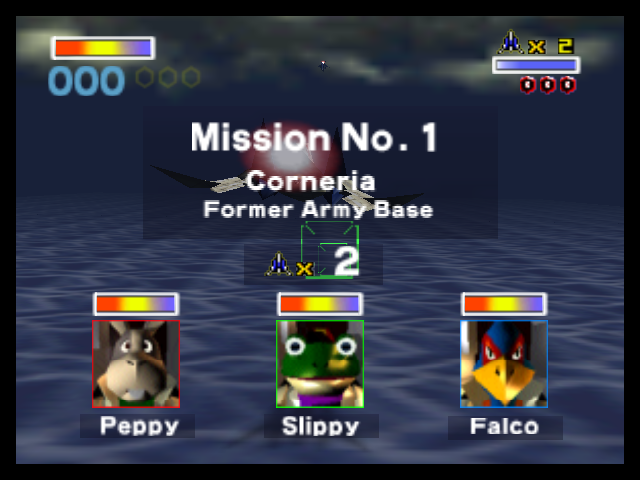 x 2
000
Mission No. 1
Corneria
Former Army Base
x 2
Peppy
Slippy
Falco